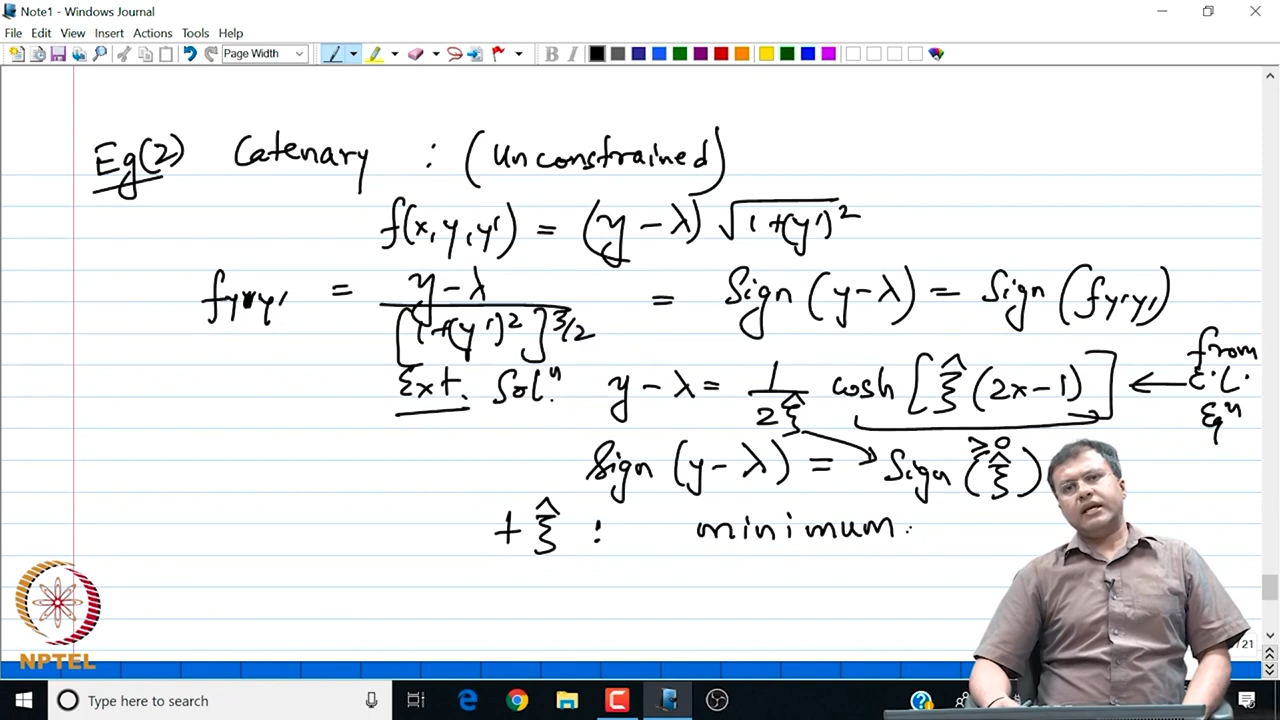 Note1 - Windows Journal
File Edit View Insert Actions Tools Help
Page Width
B I
Eg(2) Catenary : (Unconstrained)
f(x, y, y') = (y - λ) √1+(y')²
fy'y' = y - λ / [1+(y')²]^3/2 = Sign (y-λ) = Sign (fy'y')
Ext. Solⁿ y - λ = 1/2ξ̂ cosh [ξ̂ (2x-1)] ← from E.L. Eqⁿ
≥0
Sign (y-λ) = Sign (ξ̂)
+ ξ̂ : minimum.
NPTEL
/21
Type here to search